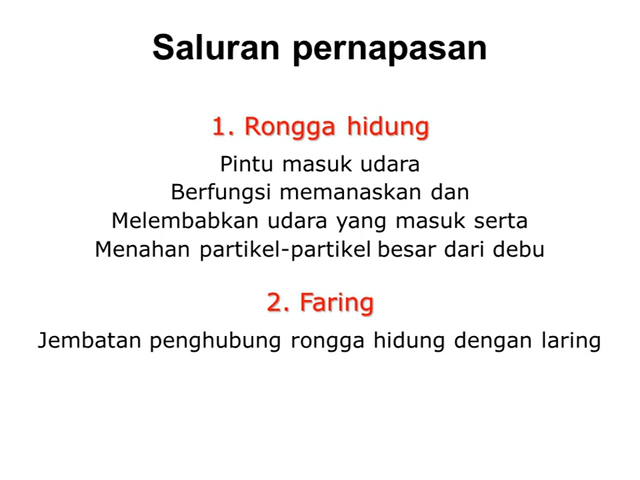 Saluran pernapasan
1. Rongga hidung
Pintu masuk udara
Berfungsi memanaskan dan
Melembabkan udara yang masuk serta
Menahan partikel-partikel besar dari debu
2. Faring
Jembatan penghubung rongga hidung dengan laring